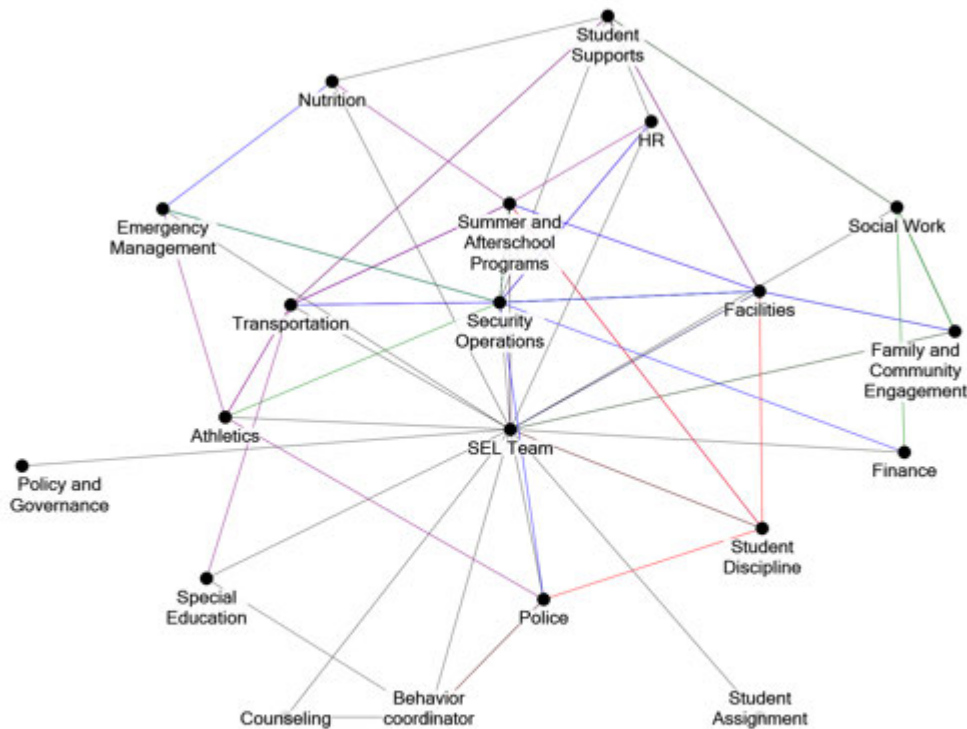 Student
Supports
Nutrition
HR
Emergency
Management
Summer and
Afterschool
Programs
Social Work
Transportation
Security
Operations
Facilities
Family and
Community
Engagement
Athletics
SEL Team
Finance
Policy and
Governance
Student
Discipline
Special
Education
Police
Counseling
Behavior
coordinator
Student
Assignment